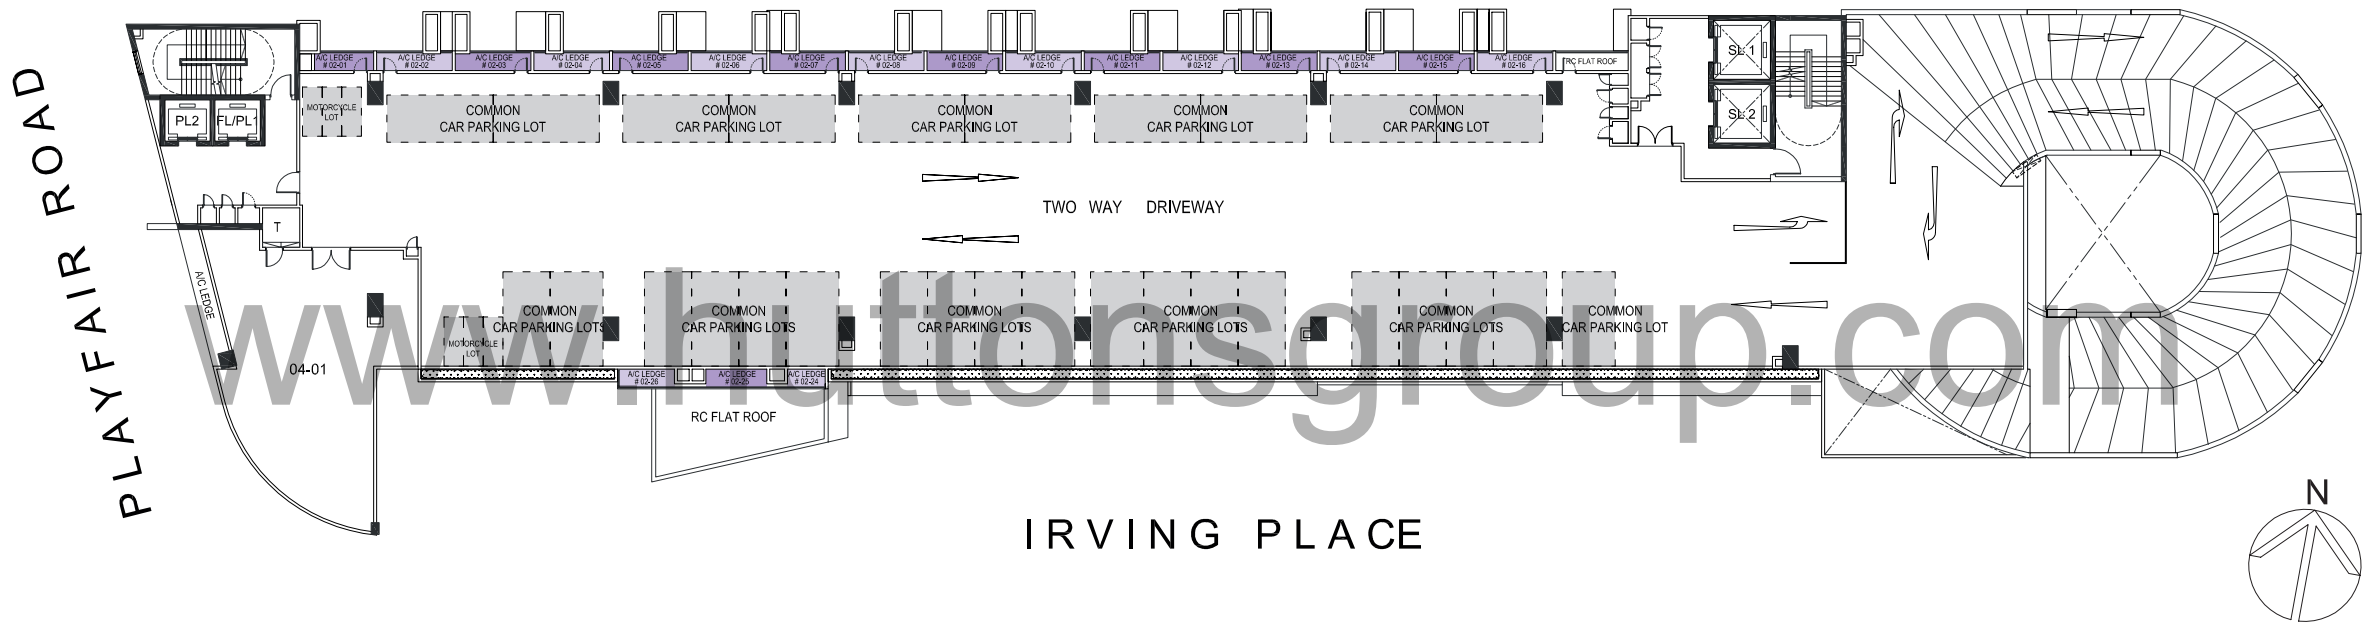 A/C LEDGE
# 02-01
A/C LEDGE
# 02-02
A/C LEDGE
# 02-03
A/C LEDGE
# 02-04
A/C LEDGE
# 02-05
A/C LEDGE
# 02-06
A/C LEDGE
# 02-07
A/C LEDGE
# 02-08
A/C LEDGE
# 02-09
A/C LEDGE
# 02-10
A/C LEDGE
# 02-11
A/C LEDGE
# 02-12
A/C LEDGE
# 02-13
A/C LEDGE
# 02-14
A/C LEDGE
# 02-15
A/C LEDGE
# 02-16
RC FLAT ROOF
SL 1
SL 2
PL2
FL/PL1
MOTORCYCLE
LOT
COMMON
CAR PARKING LOT
COMMON
CAR PARKING LOT
COMMON
CAR PARKING LOT
COMMON
CAR PARKING LOT
COMMON
CAR PARKING LOT
PLAYFAIR ROAD
TWO WAY DRIVEWAY
T
A/C LEDGE
04-01
MOTORCYCLE
LOT
COMMON
CAR PARKING LOTS
COMMON
CAR PARKING LOTS
COMMON
CAR PARKING LOTS
COMMON
CAR PARKING LOTS
COMMON
CAR PARKING LOTS
COMMON
CAR PARKING LOT
www.huttonsgroup.com
A/C LEDGE
# 02-26
A/C LEDGE
# 02-25
A/C LEDGE
# 02-24
RC FLAT ROOF
IRVING PLACE
N